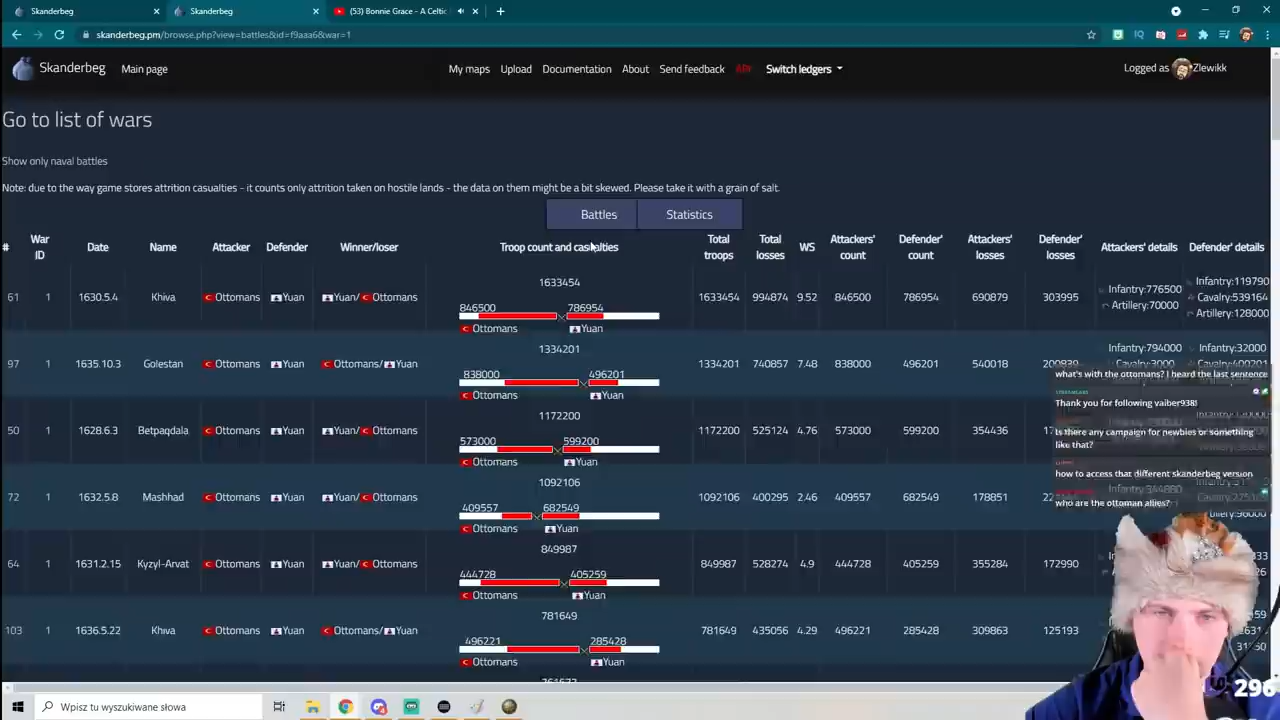 Skanderbeg
Skanderbeg
(53) Bonnie Grace - A Celtic
skanderbeg.pm/browse.php?view=battles&id=f9aaa6&war=1
Skanderbeg Main page My maps Upload Documentation About Send feedback API Switch ledgers Logged as Zlewikk
Go to list of wars
Show only naval battles
Note: due to the way game stores attrition casualties - it counts only attrition taken on hostile lands - the data on them might be a bit skewed. Please take it with a grain of salt.
Battles Statistics
# War ID Date Name Attacker Defender Winner/loser Troop count and casualties Total troops Total losses WS Attackers' count Defender' count Attackers' losses Defender' losses Attackers' details Defender' details
1633454
61 1 1630.5.4 Khiva Ottomans Yuan Yuan/ Ottomans 846500 786954 1633454 994874 9.52 846500 786954 690879 303995 Infantry:776500 Artillery:70000 Infantry:119790 Cavalry:539164 Artillery:128000
Ottomans Yuan
1334201
97 1 1635.10.3 Golestan Ottomans Yuan Ottomans/ Yuan 838000 496201 1334201 740857 7.48 838000 496201 540018 200839 Infantry:794000 Infantry:32000
Ottomans Yuan
1172200
50 1 1628.6.3 Betpaqdala Ottomans Yuan Yuan/ Ottomans 573000 599200 1172200 525124 4.76 573000 599200 354436
Ottomans Yuan
1092106
72 1 1632.5.8 Mashhad Ottomans Yuan Yuan/ Ottomans 409557 682549 1092106 400295 2.46 409557 682549 178851
Ottomans Yuan
849987
64 1 1631.2.15 Kyzyl-Arvat Ottomans Yuan Yuan/ Ottomans 444728 405259 849987 528274 4.9 444728 405259 355284 172990
Ottomans Yuan
781649
103 1 1636.5.22 Khiva Ottomans Yuan Ottomans/ Yuan 496221 285428 781649 435056 4.29 496221 285428 309863 125193
Ottomans Yuan
what's with the ottomans? I heard the last sentence
Thank you for following vaiber938!
Is there any campaign for newbies or something
like that?
how to access that different skanderbeg version
who are the ottoman allies?
296
Wpisz tu wyszukiwane słowa